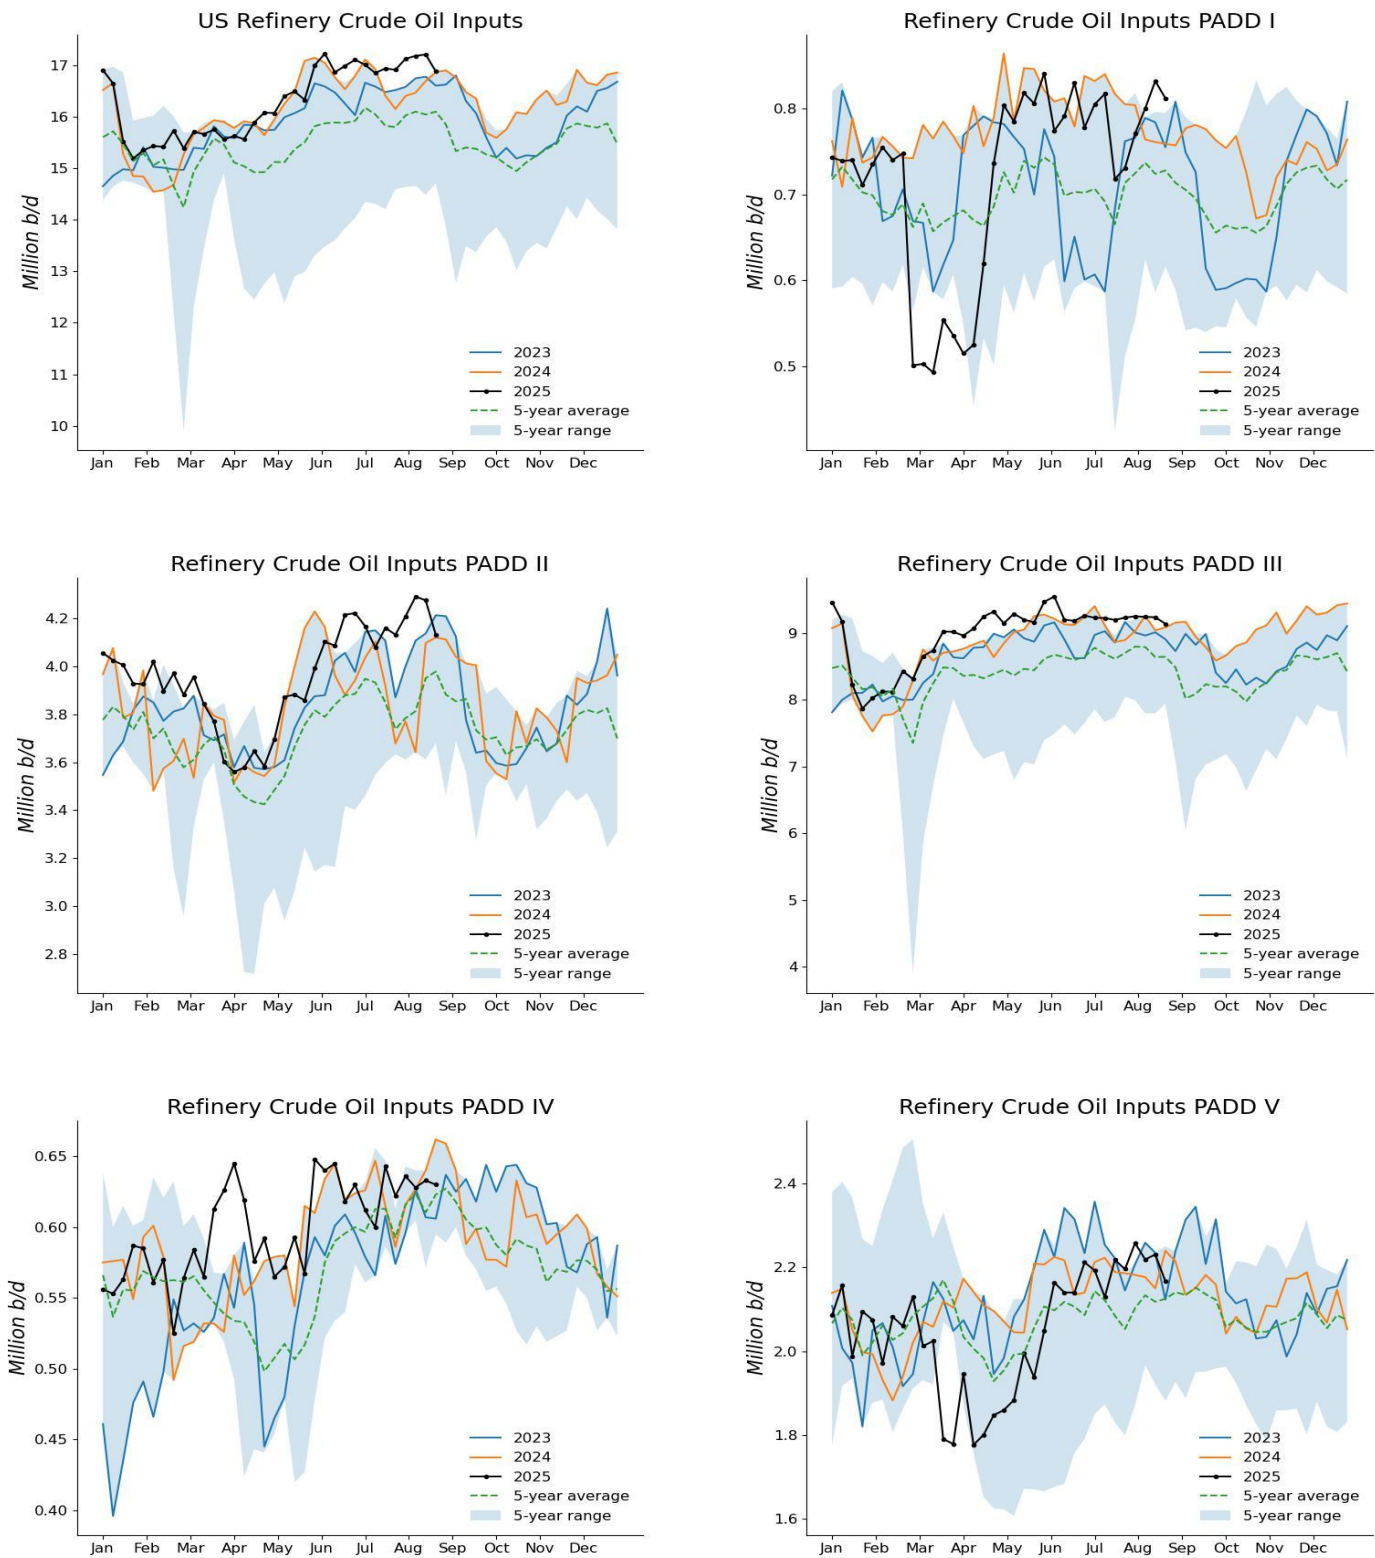 US Refinery Crude Oil Inputs
Million b/d
17
16
15
14
13
12
11
10
2023
2024
2025
5-year average
5-year range
Jan Feb Mar Apr May Jun Jul Aug Sep Oct Nov Dec
Refinery Crude Oil Inputs PADD I
Million b/d
0.8
0.7
0.6
0.5
2023
2024
2025
5-year average
5-year range
Jan Feb Mar Apr May Jun Jul Aug Sep Oct Nov Dec
Refinery Crude Oil Inputs PADD II
Million b/d
4.2
4.0
3.8
3.6
3.4
3.2
3.0
2.8
2023
2024
2025
5-year average
5-year range
Jan Feb Mar Apr May Jun Jul Aug Sep Oct Nov Dec
Refinery Crude Oil Inputs PADD III
Million b/d
9
8
7
6
5
4
2023
2024
2025
5-year average
5-year range
Jan Feb Mar Apr May Jun Jul Aug Sep Oct Nov Dec
Refinery Crude Oil Inputs PADD IV
Million b/d
0.65
0.60
0.55
0.50
0.45
0.40
2023
2024
2025
5-year average
5-year range
Jan Feb Mar Apr May Jun Jul Aug Sep Oct Nov Dec
Refinery Crude Oil Inputs PADD V
Million b/d
2.4
2.2
2.0
1.8
1.6
2023
2024
2025
5-year average
5-year range
Jan Feb Mar Apr May Jun Jul Aug Sep Oct Nov Dec